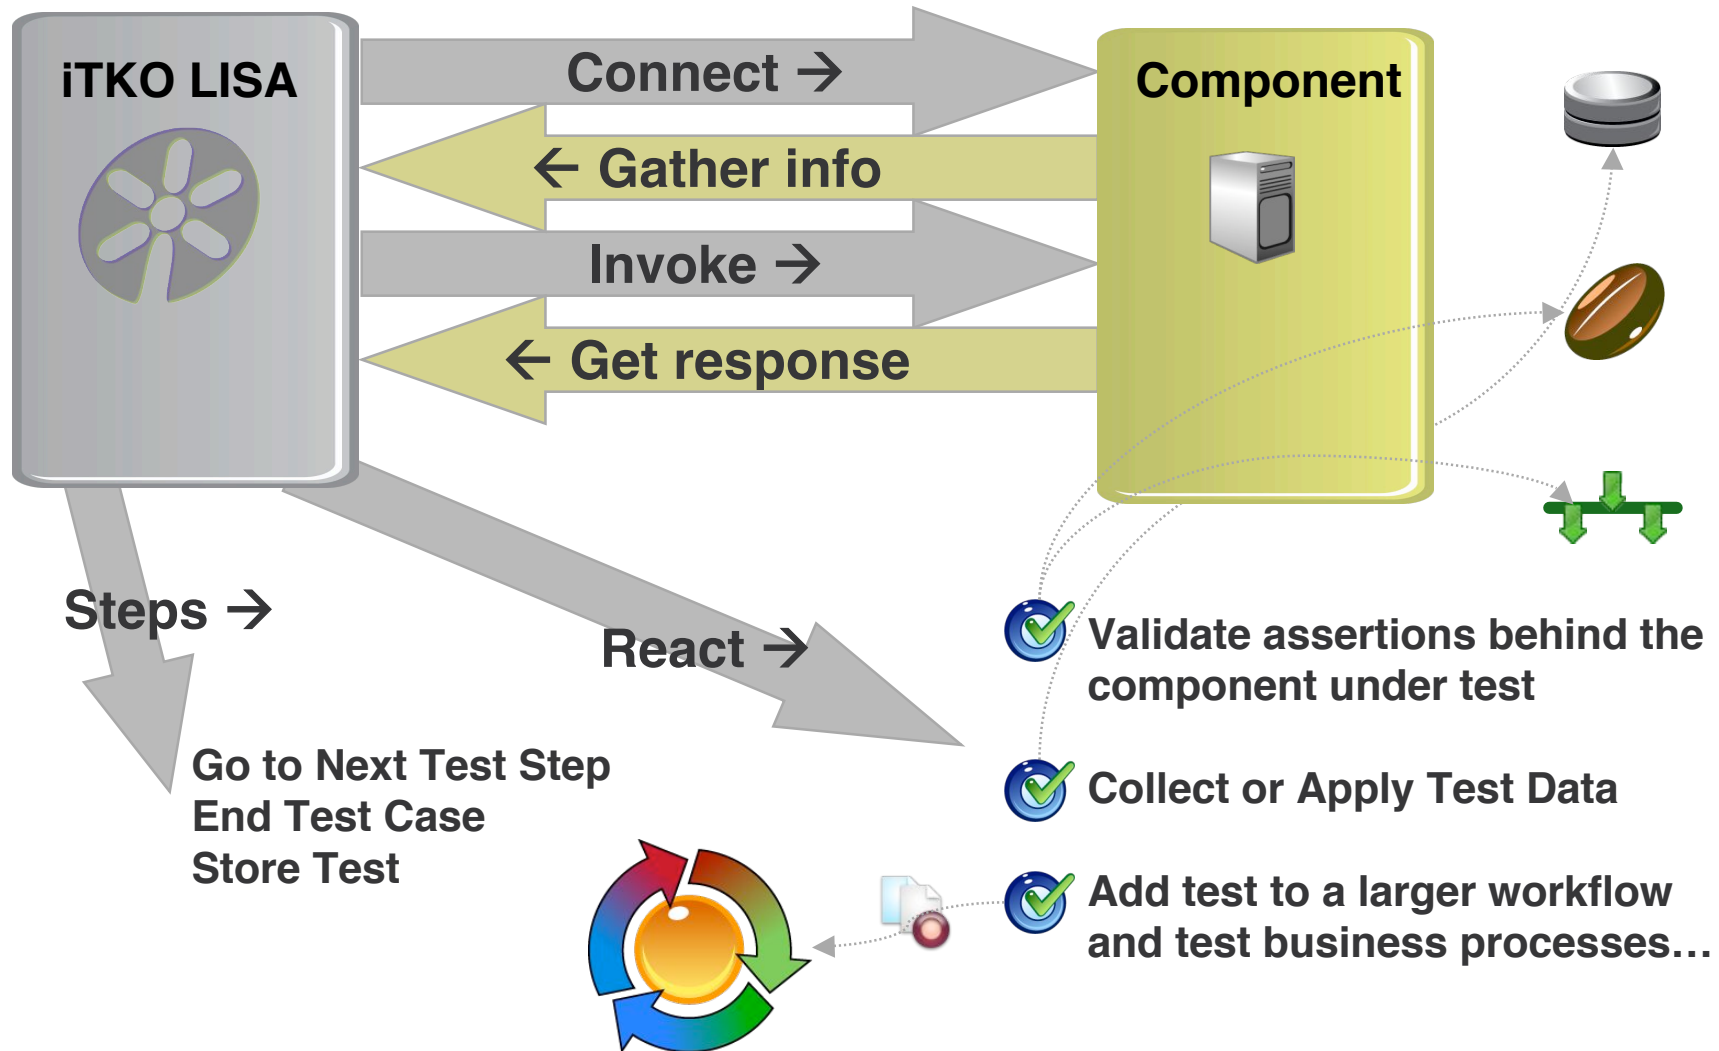 iTKO LISA
Connect →
Component
← Gather info
Invoke →
← Get response
Steps →
React →
Validate assertions behind the
component under test
Go to Next Test Step
End Test Case
Store Test
Collect or Apply Test Data
Add test to a larger workflow
and test business processes…